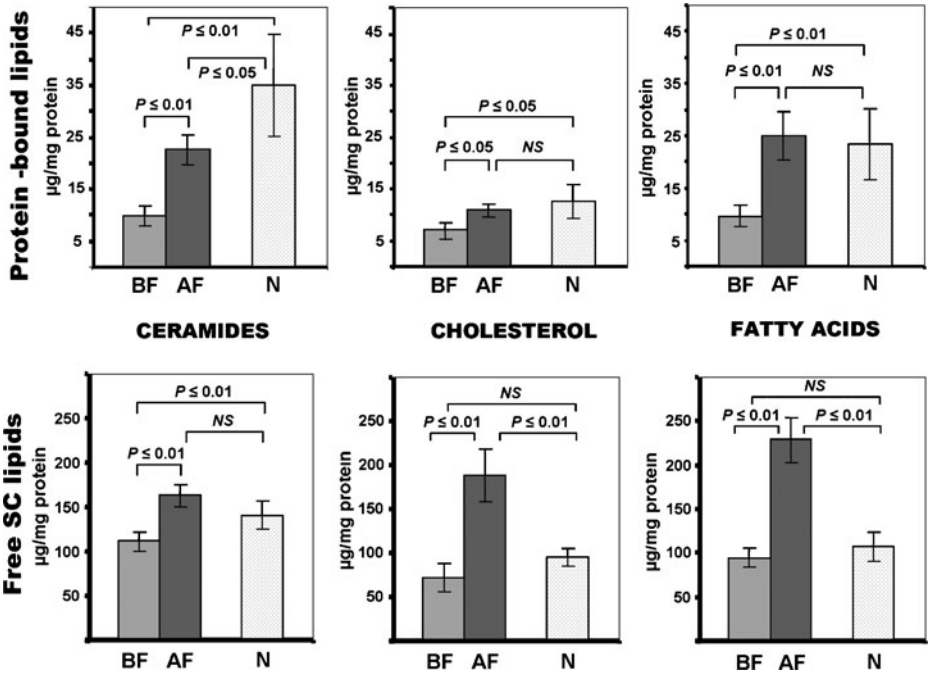 Protein -bound lipids
µg/mg protein
45
35
25
15
5
P ≤ 0.01
P ≤ 0.05
P ≤ 0.01
BF AF N
CERAMIDES
µg/mg protein
45
35
25
15
5
P ≤ 0.05
P ≤ 0.05
NS
BF AF N
CHOLESTEROL
µg/mg protein
45
35
25
15
5
P ≤ 0.01
P ≤ 0.01
NS
BF AF N
FATTY ACIDS
Free SC lipids
µg/mg protein
250
200
150
100
50
P ≤ 0.01
NS
P ≤ 0.01
BF AF N
µg/mg protein
250
200
150
100
50
NS
P ≤ 0.01
P ≤ 0.01
BF AF N
µg/mg protein
250
200
150
100
50
NS
P ≤ 0.01
P ≤ 0.01
BF AF N